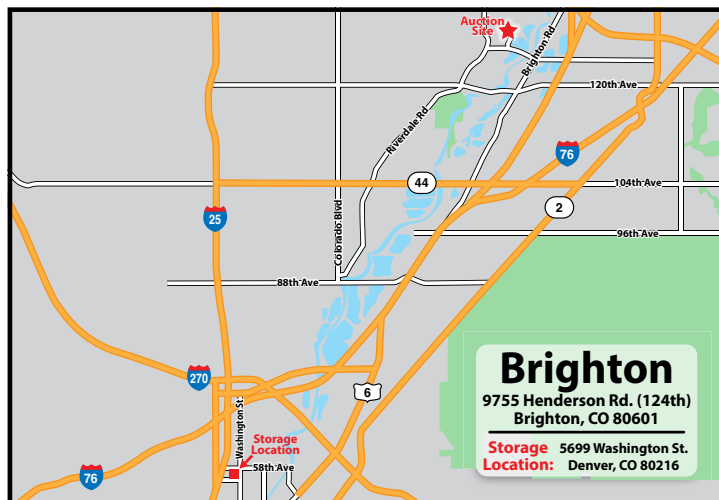 Auction
Site
Brighton Rd
120th Ave
Riverdale Rd
76
44
104th Ave
2
25
Colorado Blvd
96th Ave
88th Ave
270
6
Washington St
Storage
Location
58th Ave
76
Brighton
9755 Henderson Rd. (124th)
Brighton, CO 80601
Storage 5699 Washington St.
Location: Denver, CO 80216